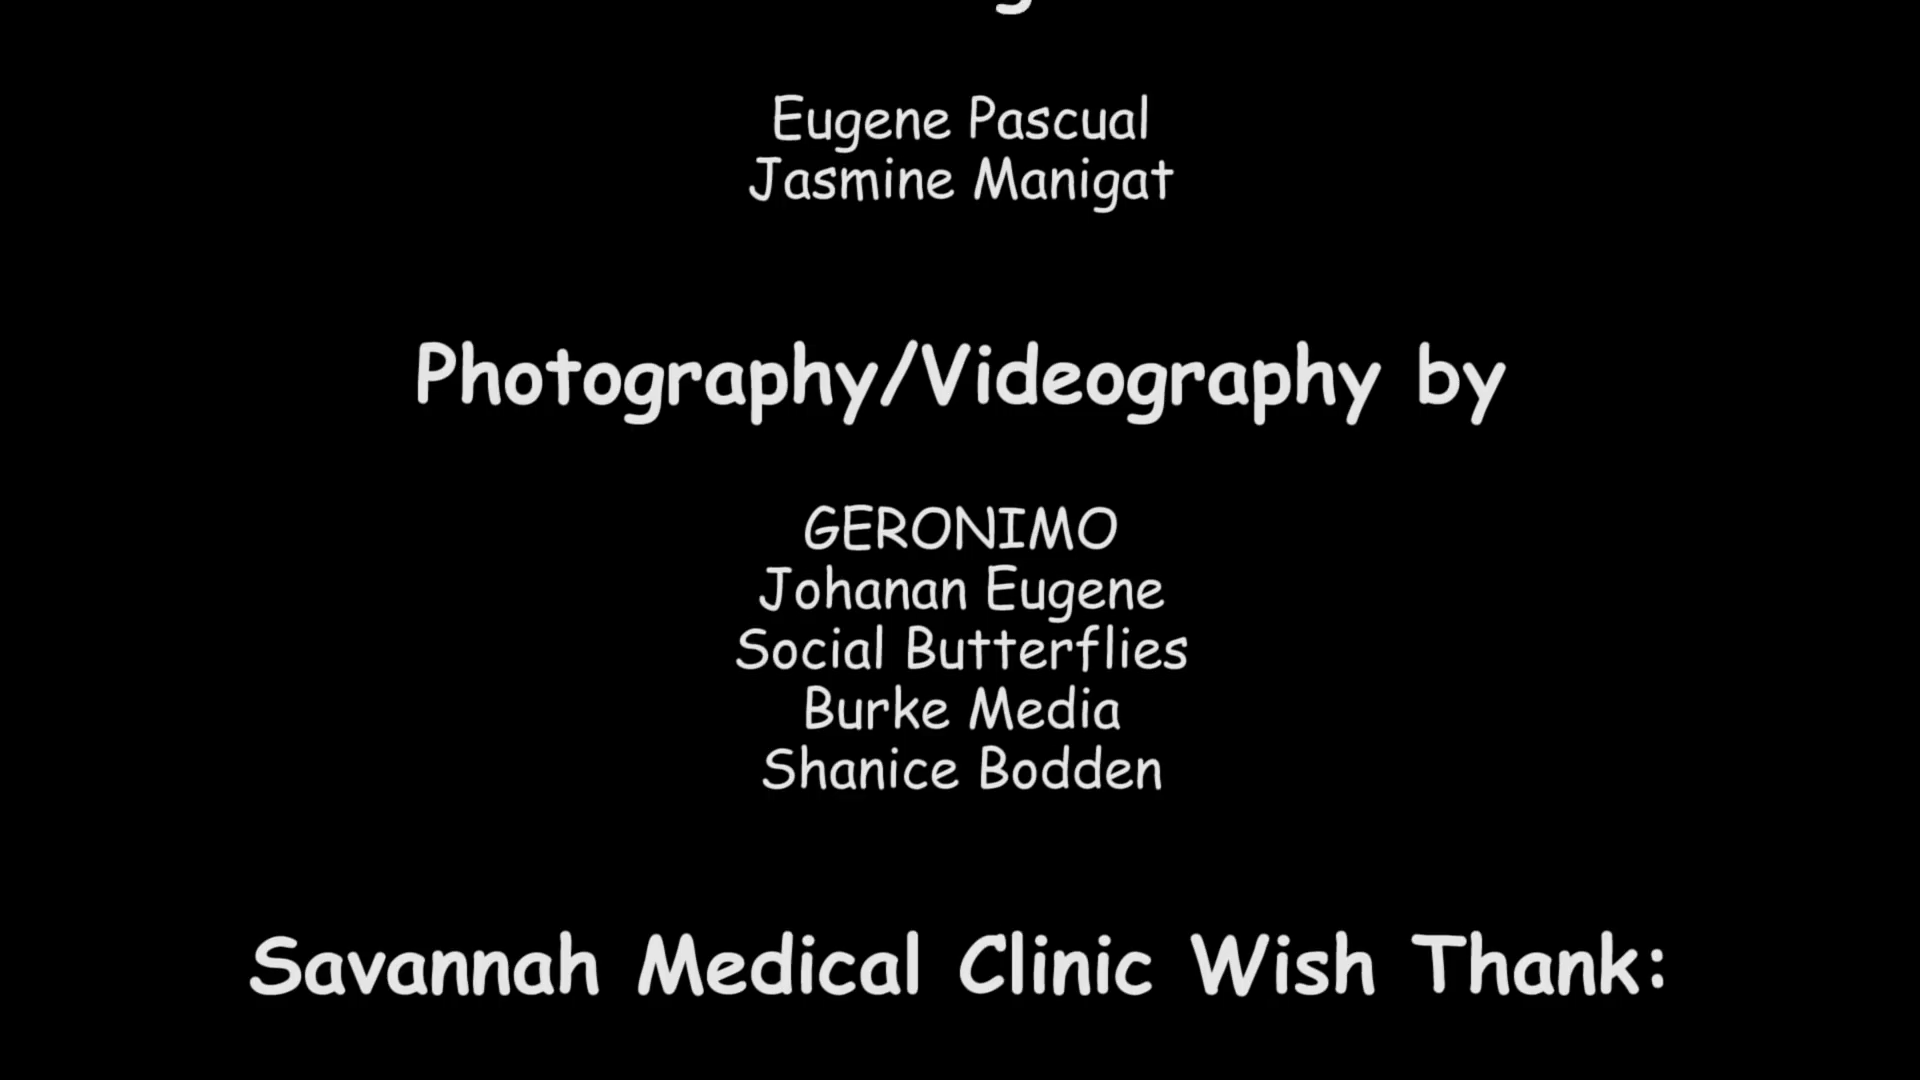 Eugene Pascual
Jasmine Manigat
Photography/Videography by
GERONIMO
Johanan Eugene
Social Butterflies
Burke Media
Shanice Bodden
Savannah Medical Clinic Wish Thank: